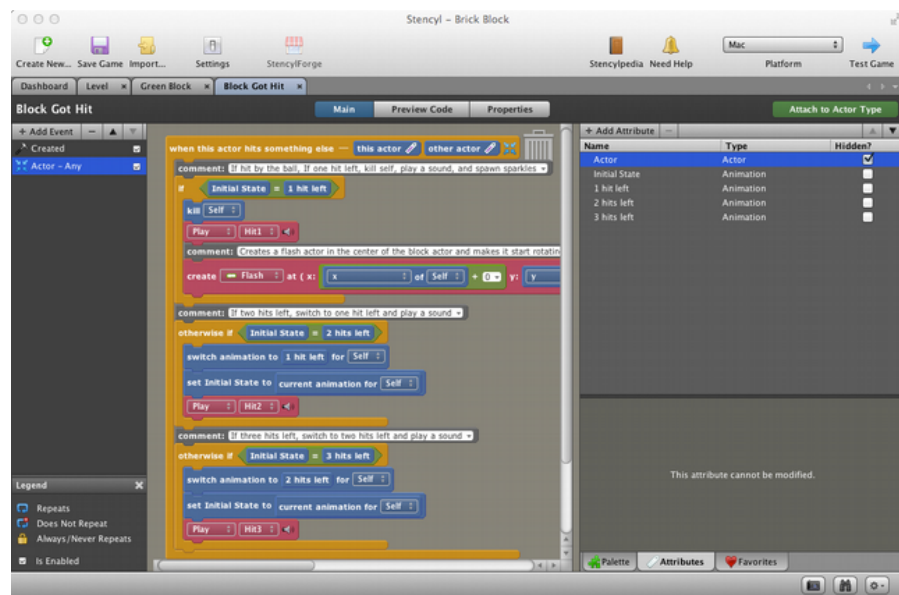 Stencyl – Brick Block
Create New... Save Game Import... Settings StencylForge Stencylpedia Need Help Mac Platform Test Game
Dashboard Level Green Block Block Got Hit
Block Got Hit Main Preview Code Properties Attach to Actor Type
+ Add Event
Created
Actor – Any
when this actor hits something else — this actor other actor
comment: If hit by the ball, If one hit left, kill self, play a sound, and spawn sparkles
if Initial State = 1 hit left
kill Self
Play Hit1
comment: Creates a flash actor in the center of the block actor and makes it start rotatin
create Flash at ( x: x of Self + 0 y: y
comment: If two hits left, switch to one hit left and play a sound
otherwise if Initial State = 2 hits left
switch animation to 1 hit left for Self
set Initial State to current animation for Self
Play Hit2
comment: If three hits left, switch to two hits left and play a sound
otherwise if Initial State = 3 hits left
switch animation to 2 hits left for Self
set Initial State to current animation for Self
Play Hit3
Legend
Repeats
Does Not Repeat
Always/Never Repeats
Is Enabled
+ Add Attribute
Name Type Hidden?
Actor Actor
Initial State Animation
1 hit left Animation
2 hits left Animation
3 hits left Animation
This attribute cannot be modified.
Palette Attributes Favorites